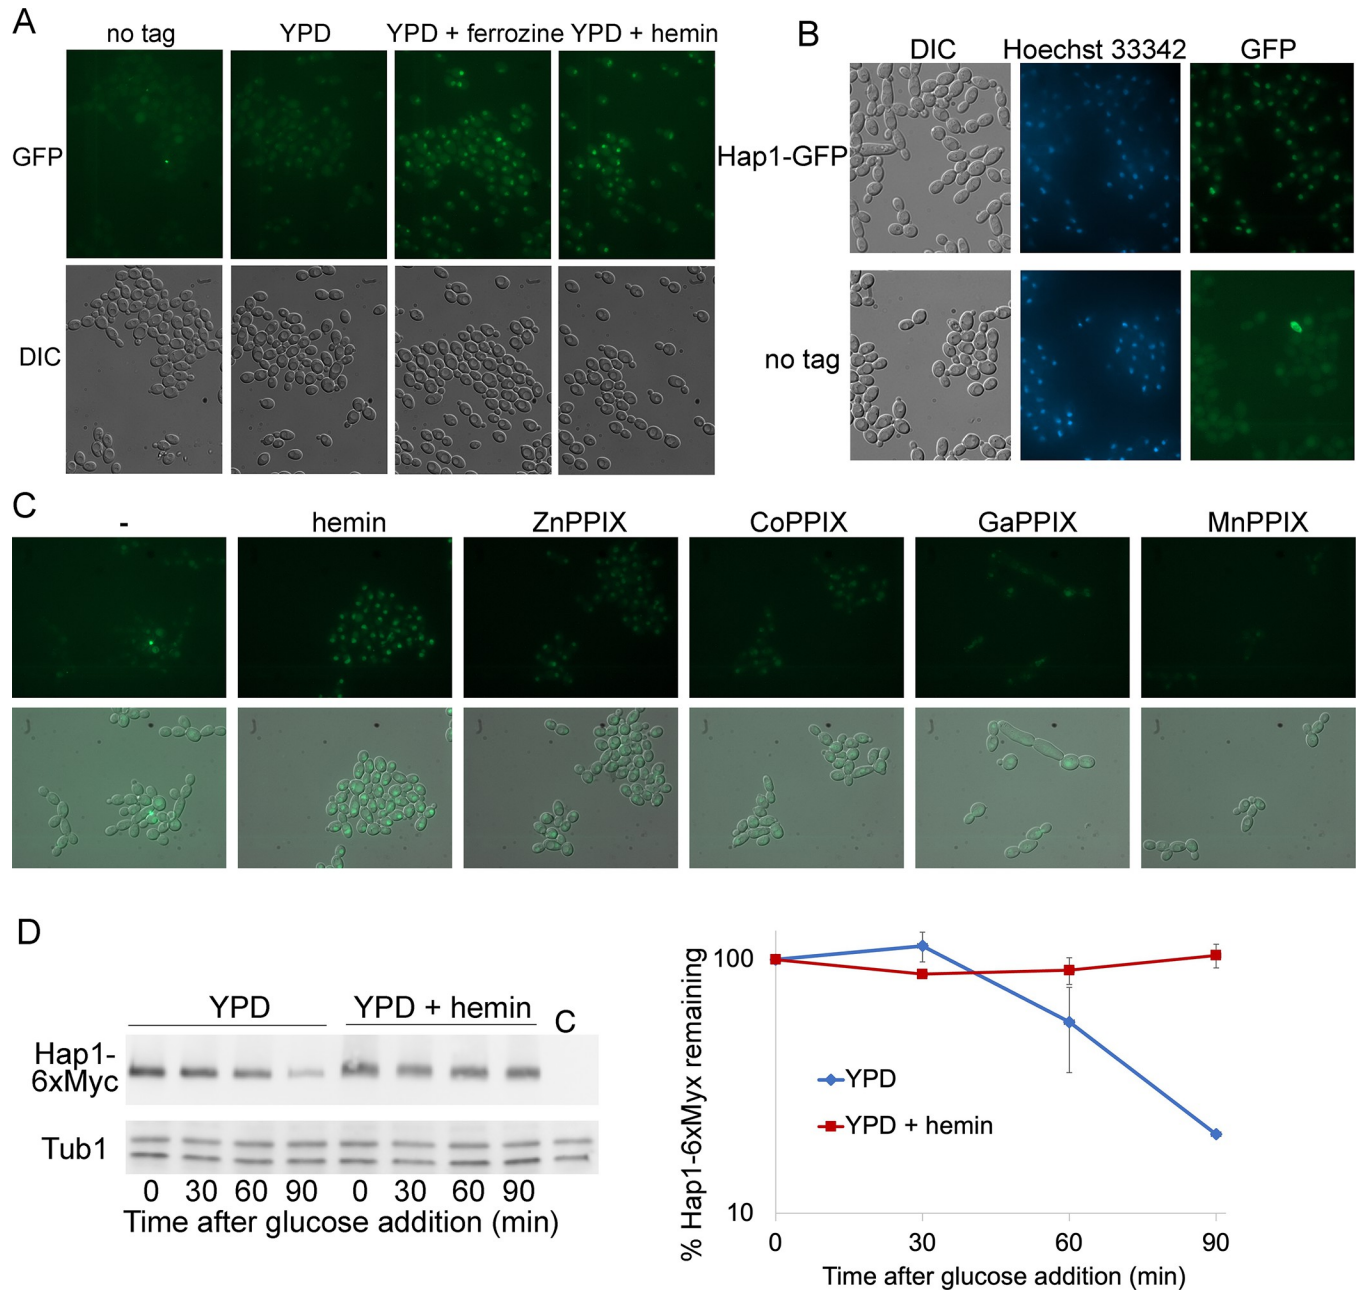 A
no tag YPD YPD + ferrozine YPD + hemin
GFP
DIC
B
DIC Hoechst 33342 GFP
Hap1-GFP
no tag
C
- hemin ZnPPIX CoPPIX GaPPIX MnPPIX
D
YPD YPD + hemin C
Hap1-
6xMyc
Tub1
0 30 60 90 0 30 60 90
Time after glucose addition (min)
% Hap1-6xMyx remaining
100
10
YPD
YPD + hemin
0 30 60 90
Time after glucose addition (min)